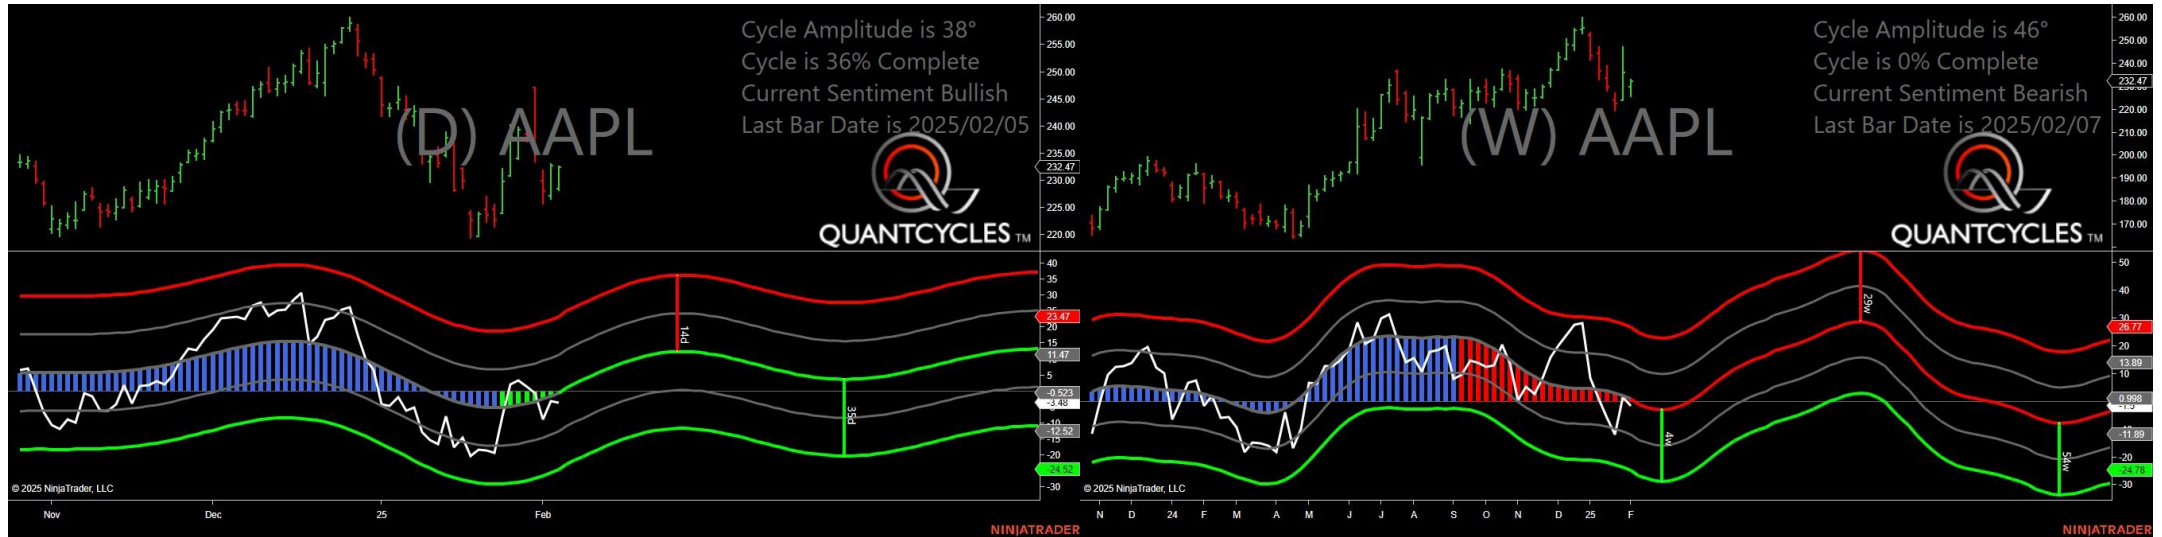 Cycle Amplitude is 38°
Cycle is 36% Complete
Current Sentiment Bullish
Last Bar Date is 2025/02/05
(D) AAPL
QUANTCYCLES TM
260.00
255.00
250.00
245.00
240.00
235.00
232.47
230.00
225.00
220.00
40
35
30
23.47
20
15
11.47
5
-0.523
-3.48
-10
-12.52
-15
-20
-24.52
-30
14d
35d
© 2025 NinjaTrader, LLC
Nov
Dec
25
Feb
NINJATRADER
Cycle Amplitude is 46°
Cycle is 0% Complete
Current Sentiment Bearish
Last Bar Date is 2025/02/07
(W) AAPL
QUANTCYCLES TM
260.00
250.00
240.00
232.47
220.00
210.00
200.00
190.00
180.00
170.00
50
40
30
26.77
20
13.89
10
0.998
-1.5
-10
-11.89
-20
-24.78
-30
29w
4w
54w
© 2025 NinjaTrader, LLC
N D 24 F M A M J J A S O N D 25 F
NINJATRADER